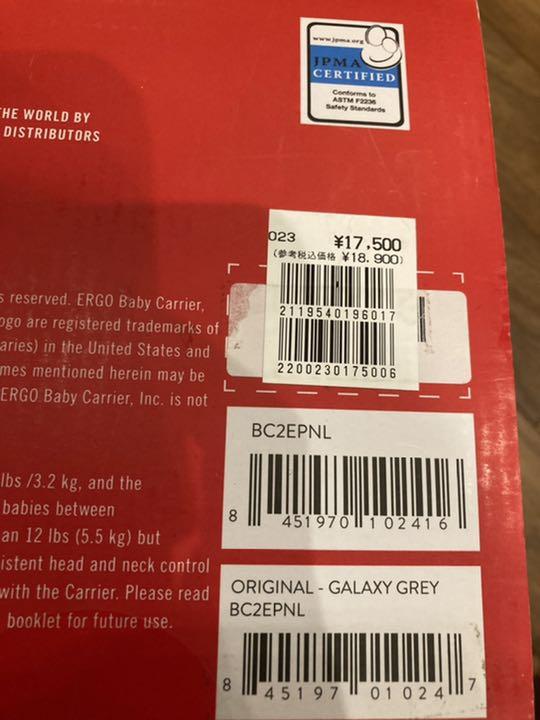 www.jpma.org
JPMA
CERTIFIED
Conforms to
ASTM F2236
Safety Standards
THE WORLD BY
DISTRIBUTORS
023 ¥17,500
(参考税込価格 ¥18,900)
2119540196017
2200230175006
s reserved. ERGO Baby Carrier,
ogo are registered trademarks of
aries) in the United States and
mes mentioned herein may be
ERGO Baby Carrier, Inc. is not
BC2EPNL
8 451970 102416
lbs /3.2 kg, and the
babies between
an 12 lbs (5.5 kg) but
istent head and neck control
with the Carrier. Please read
booklet for future use.
ORIGINAL - GALAXY GREY
BC2EPNL
8 45197 01024 7